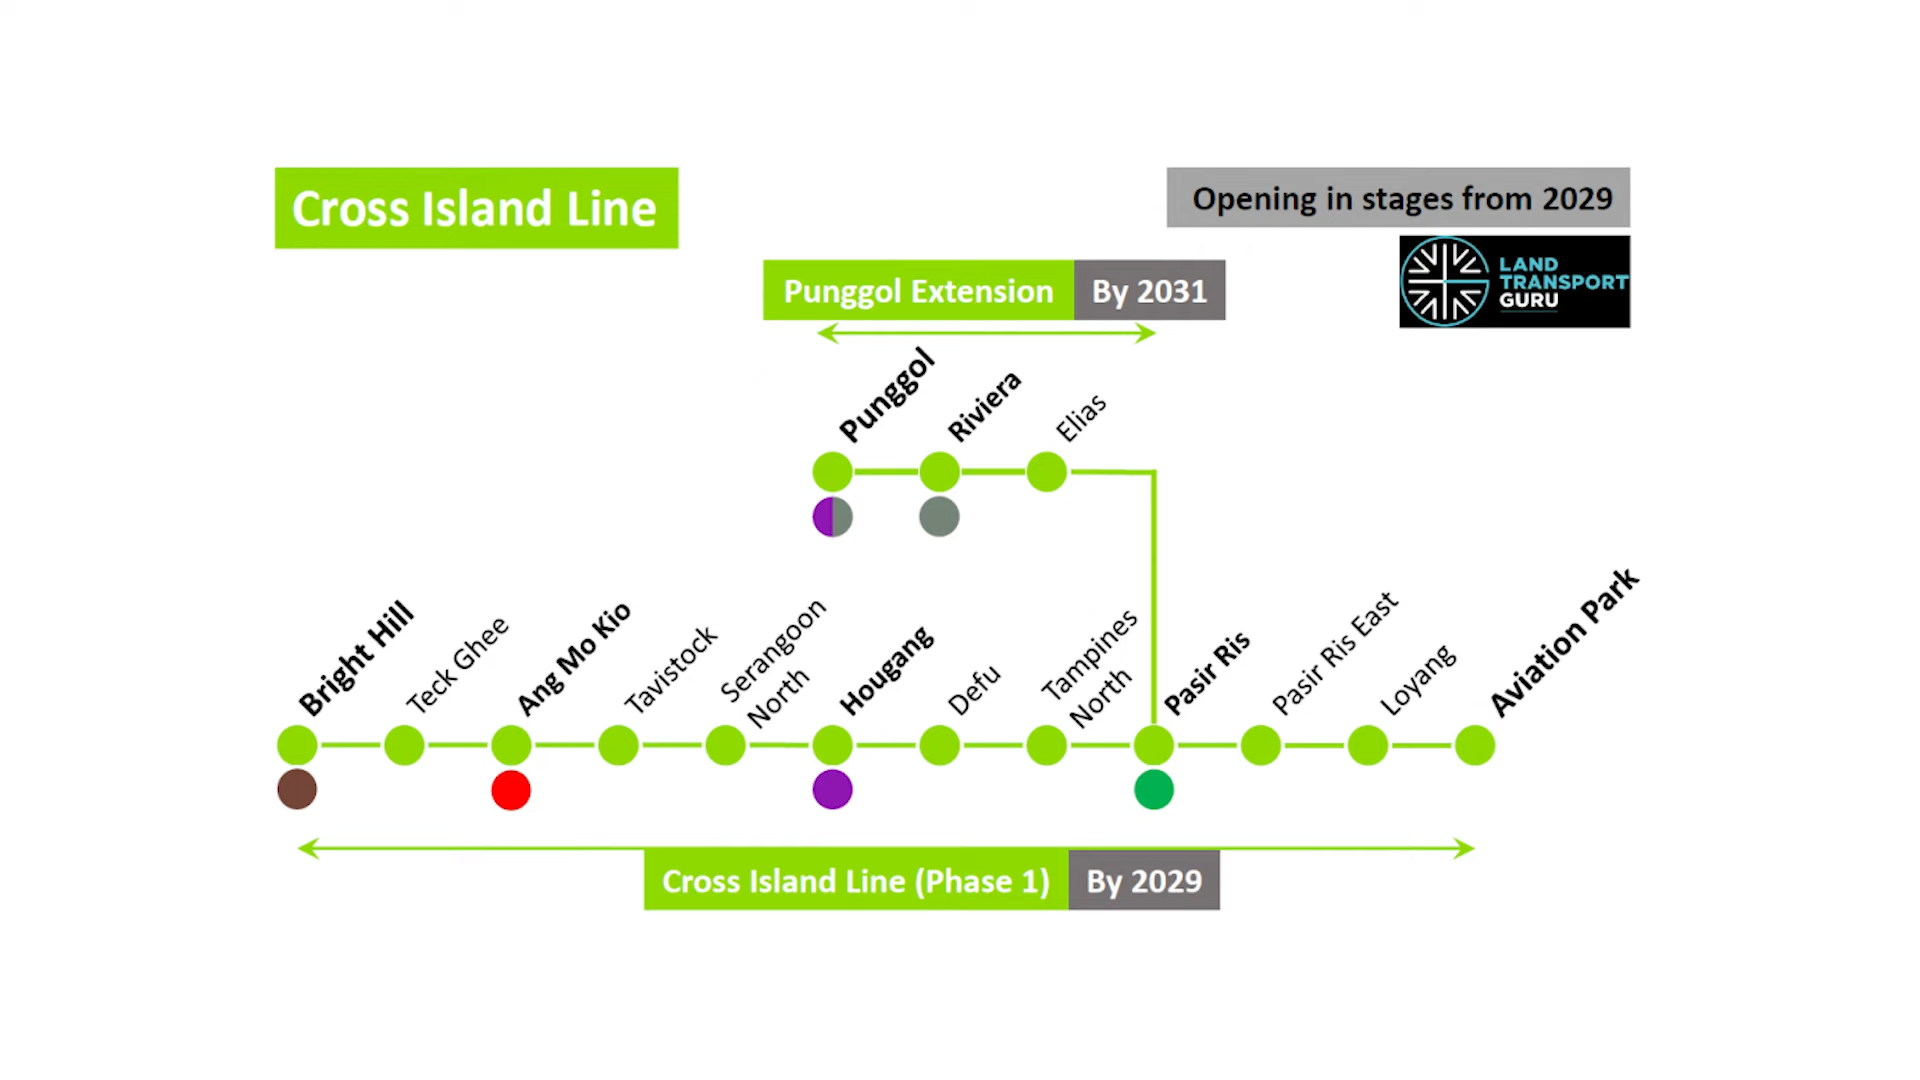 Cross Island Line
Opening in stages from 2029
LAND
TRANSPORT
GURU
Punggol Extension By 2031
Punggol
Riviera
Elias
Bright Hill
Teck Ghee
Ang Mo Kio
Tavistock
Serangoon
North
Hougang
Defu
Tampines
North
Pasir Ris
Pasir Ris East
Loyang
Aviation Park
Cross Island Line (Phase 1) By 2029